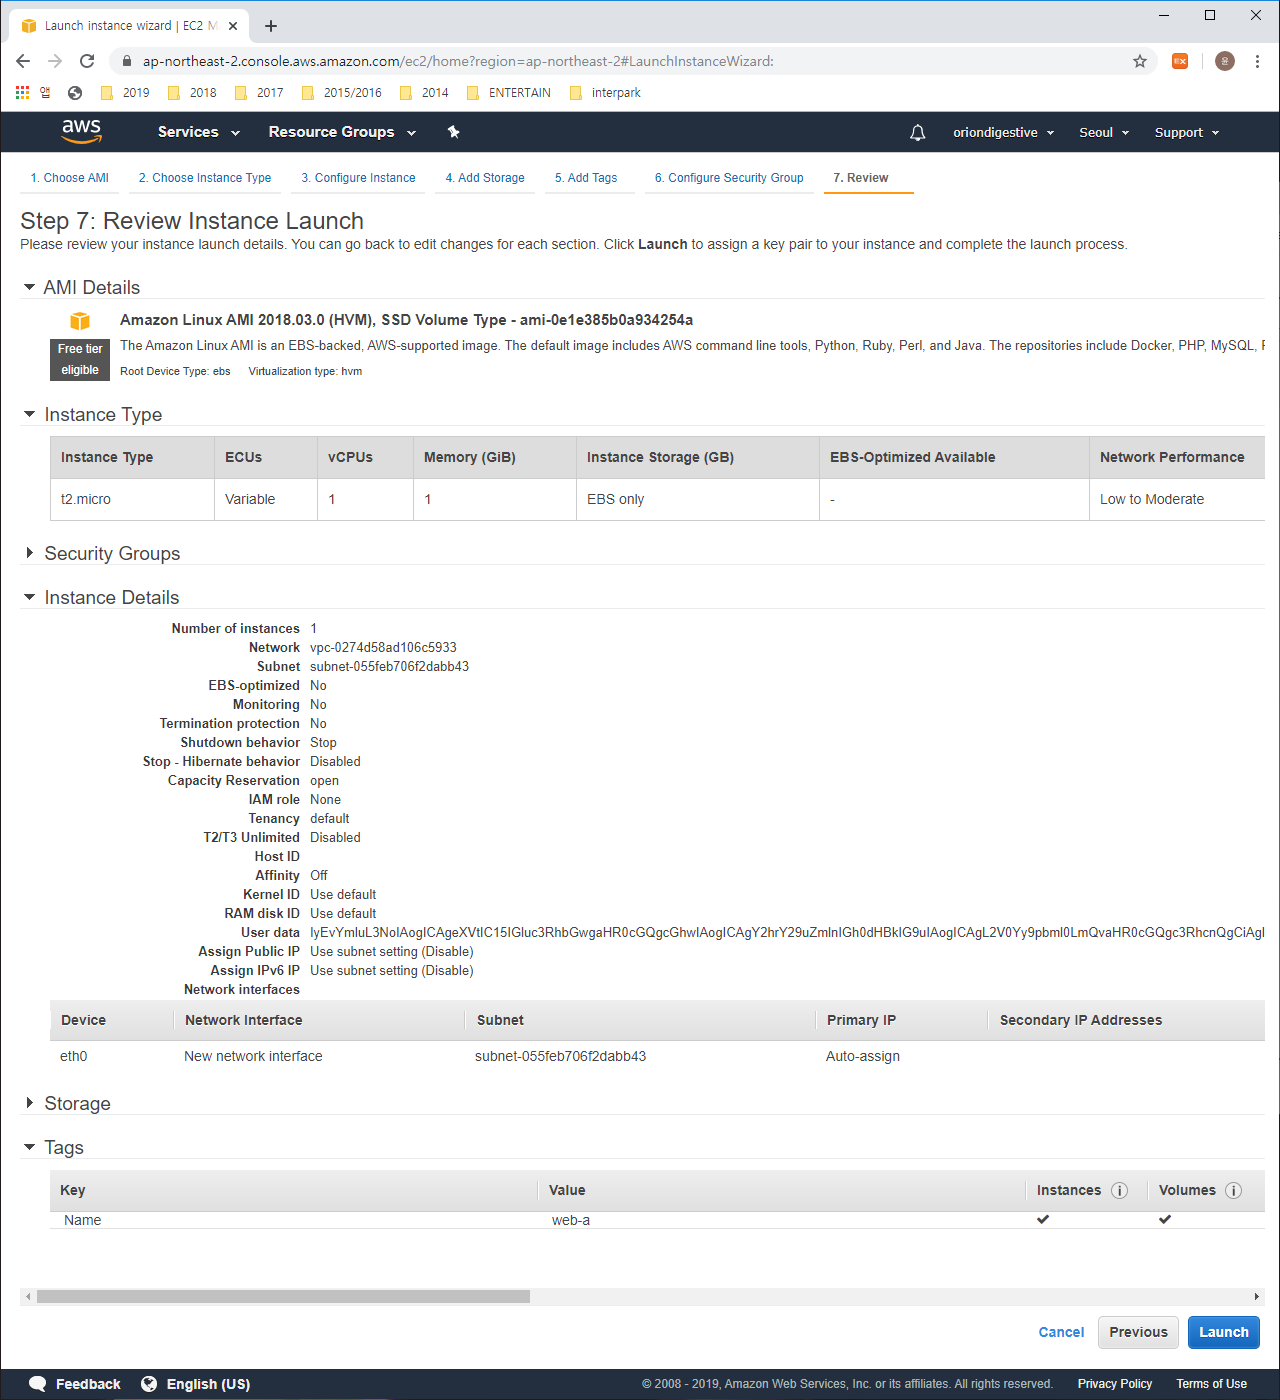 Launch instance wizard | EC2 M
ap-northeast-2.console.aws.amazon.com/ec2/home?region=ap-northeast-2#LaunchInstanceWizard:
앱 2019 2018 2017 2015/2016 2014 ENTERTAIN interpark
aws Services Resource Groups oriondigestive Seoul Support
1. Choose AMI 2. Choose Instance Type 3. Configure Instance 4. Add Storage 5. Add Tags 6. Configure Security Group 7. Review
Step 7: Review Instance Launch
Please review your instance launch details. You can go back to edit changes for each section. Click Launch to assign a key pair to your instance and complete the launch process.
AMI Details
Amazon Linux AMI 2018.03.0 (HVM), SSD Volume Type - ami-0e1e385b0a934254a
Free tier
eligible
The Amazon Linux AMI is an EBS-backed, AWS-supported image. The default image includes AWS command line tools, Python, Ruby, Perl, and Java. The repositories include Docker, PHP, MySQL,
Root Device Type: ebs Virtualization type: hvm
Instance Type
Instance Type ECUs vCPUs Memory (GiB) Instance Storage (GB) EBS-Optimized Available Network Performance
t2.micro Variable 1 1 EBS only - Low to Moderate
Security Groups
Instance Details
Number of instances 1
Network vpc-0274d58ad106c5933
Subnet subnet-055feb706f2dabb43
EBS-optimized No
Monitoring No
Termination protection No
Shutdown behavior Stop
Stop - Hibernate behavior Disabled
Capacity Reservation open
IAM role None
Tenancy default
T2/T3 Unlimited Disabled
Host ID
Affinity Off
Kernel ID Use default
RAM disk ID Use default
User data
Assign Public IP Use subnet setting (Disable)
Assign IPv6 IP Use subnet setting (Disable)
Network interfaces
Device Network Interface Subnet Primary IP Secondary IP Addresses
eth0 New network interface subnet-055feb706f2dabb43 Auto-assign
Storage
Tags
Key Value Instances Volumes
Name web-a
Cancel Previous Launch
Feedback English (US) © 2008 - 2019, Amazon Web Services, Inc. or its affiliates. All rights reserved. Privacy Policy Terms of Use